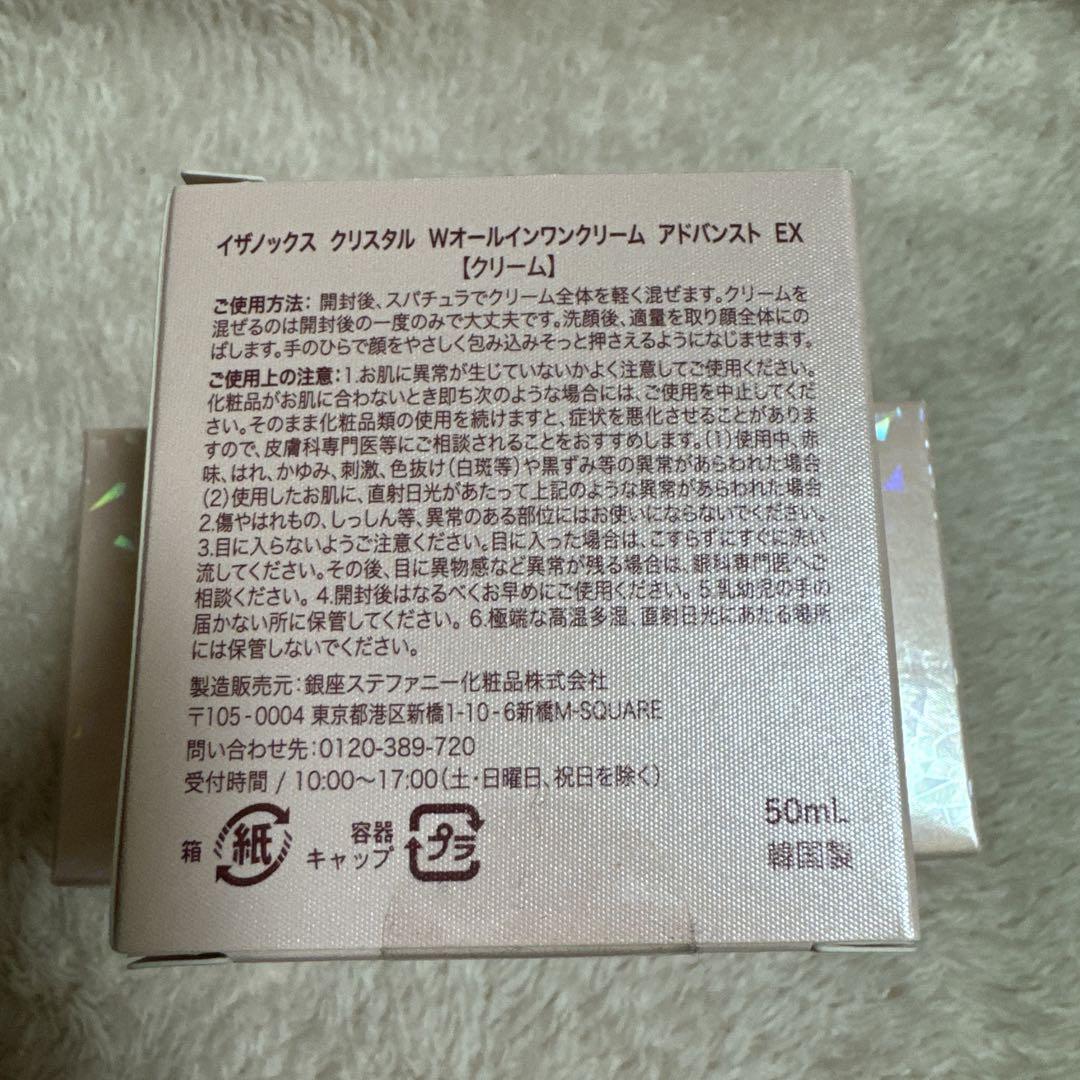 イザノックス クリスタル Wオールインワンクリーム アドバンスト EX
【クリーム】
ご使用方法: 開封後、スパチュラでクリーム全体を軽く混ぜます。クリームを
混ぜるのは開封後の一度のみで大丈夫です。洗顔後、適量を取り顔全体にの
ばします。手のひらで顔をやさしく包み込みそっと押さえるようになじませます。
ご使用上の注意:1.お肌に異常が生じていないかよく注意してご使用ください。
化粧品がお肌に合わないとき即ち次のような場合には、ご使用を中止してくだ
さい。そのまま化粧品類の使用を続けますと、症状を悪化させることがありま
すので、皮膚科専門医等にご相談されることをおすすめします。(1)使用中、赤
味、はれ、かゆみ、刺激、色抜け(白斑等)や黒ずみ等の異常があらわれた場合
(2)使用したお肌に、直射日光があたって上記のような異常があらわれた場合
2.傷やはれもの、しっしん等、異常のある部位にはお使いにならないでください。
3.目に入らないようご注意ください。目に入った場合は、こすらずにすぐに洗い
流してください。その後、目に異物感など異常が残る場合は、眼科専門医へご
相談ください。 4.開封後はなるべくお早めにご使用ください。 5.乳幼児の手の
届かない所に保管してください。 6.極端な高温多湿、直射日光にあたる場所
には保管しないでください。
製造販売元:銀座ステファニー化粧品株式会社
〒105-0004 東京都港区新橋1-10-6新橋M-SQUARE
問い合わせ先:0120-389-720
受付時間 / 10:00〜17:00(土・日曜日、祝日を除く)
箱 紙
容器
キャップ プラ
50mL
韓国製